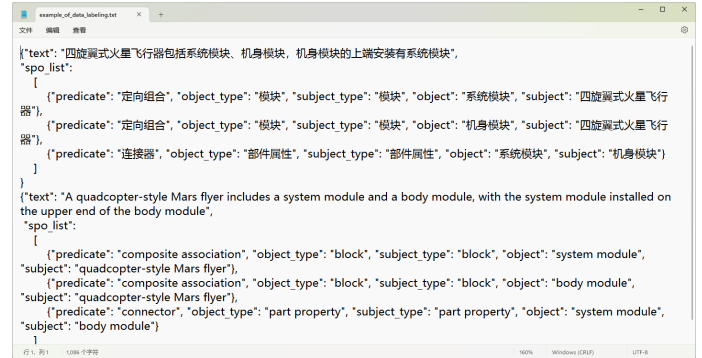 example_of_data_labeling.txt × +
文件 编辑 查看
{"text": "四旋翼式火星飞行器包括系统模块、机身模块，机身模块的上端安装有系统模块",
"spo_list":
[
{"predicate": "定向组合", "object_type": "模块", "subject_type": "模块", "object": "系统模块", "subject": "四旋翼式火星飞行
器"},
{"predicate": "定向组合", "object_type": "模块", "subject_type": "模块", "object": "机身模块", "subject": "四旋翼式火星飞行
器"},
{"predicate": "连接器", "object_type": "部件属性", "subject_type": "部件属性", "object": "系统模块", "subject": "机身模块"}
]
}
{"text": "A quadcopter-style Mars flyer includes a system module and a body module, with the system module installed on
the upper end of the body module",
"spo_list":
[
{"predicate": "composite association", "object_type": "block", "subject_type": "block", "object": "system module",
"subject": "quadcopter-style Mars flyer"},
{"predicate": "composite association", "object_type": "block", "subject_type": "block", "object": "body module",
"subject": "quadcopter-style Mars flyer"},
{"predicate": "connector", "object_type": "part property", "subject_type": "part property", "object": "system module",
"subject": "body module"}
]
行 1, 列 1 1,086 个字符 160% Windows (CRLF) UTF-8